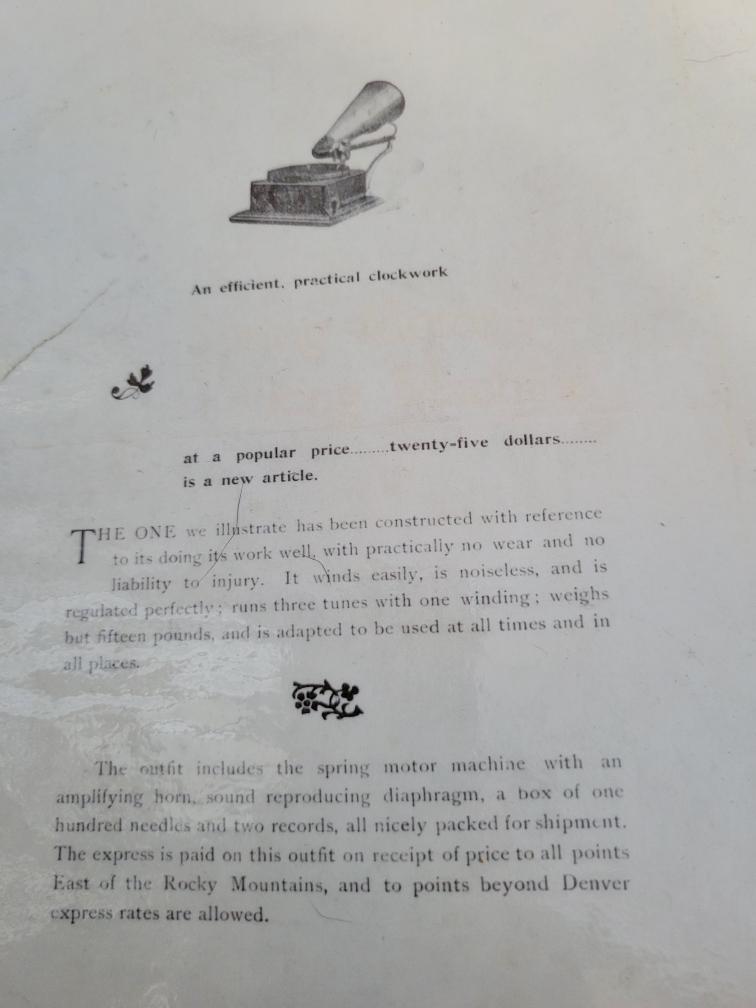 An efficient, practical clockwork
at a popular price.........twenty-five dollars........
is a new article.
THE ONE we illustrate has been constructed with reference
to its doing its work well, with practically no wear and no
liability to injury. It winds easily, is noiseless, and is
regulated perfectly; runs three tunes with one winding; weighs
but fifteen pounds, and is adapted to be used at all times and in
all places.
The outfit includes the spring motor machine with an
amplifying horn, sound reproducing diaphragm, a box of one
hundred needles and two records, all nicely packed for shipment.
The express is paid on this outfit on receipt of price to all points
East of the Rocky Mountains, and to points beyond Denver
express rates are allowed.